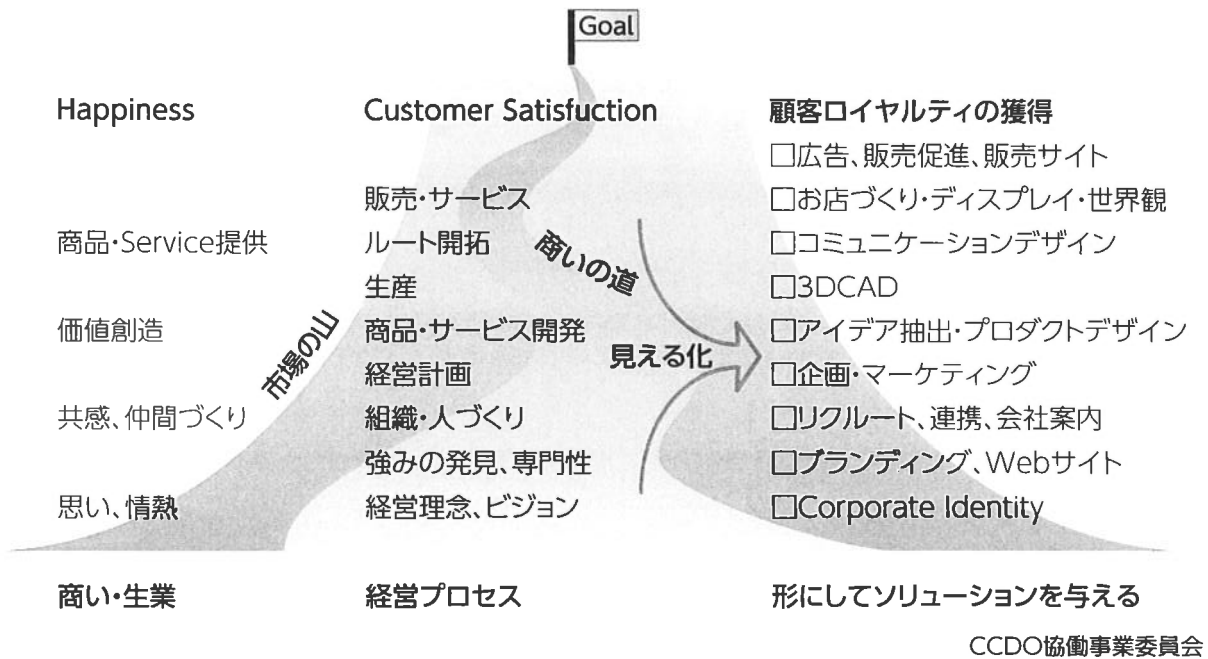 Goal
Happiness
Customer Satisfuction
顧客ロイヤルティの獲得
□広告、販売促進、販売サイト
販売・サービス
□お店づくり・ディスプレイ・世界観
商品・Service提供
ルート開拓
商いの道
□コミュニケーションデザイン
生産
□3DCAD
価値創造
市場の山
商品・サービス開発
見える化
□アイデア抽出・プロダクトデザイン
経営計画
□企画・マーケティング
共感、仲間づくり
組織・人づくり
□リクルート、連携、会社案内
強みの発見、専門性
□ブランディング、Webサイト
思い、情熱
経営理念、ビジョン
□Corporate Identity
商い・生業
経営プロセス
形にしてソリューションを与える
CCDO協働事業委員会